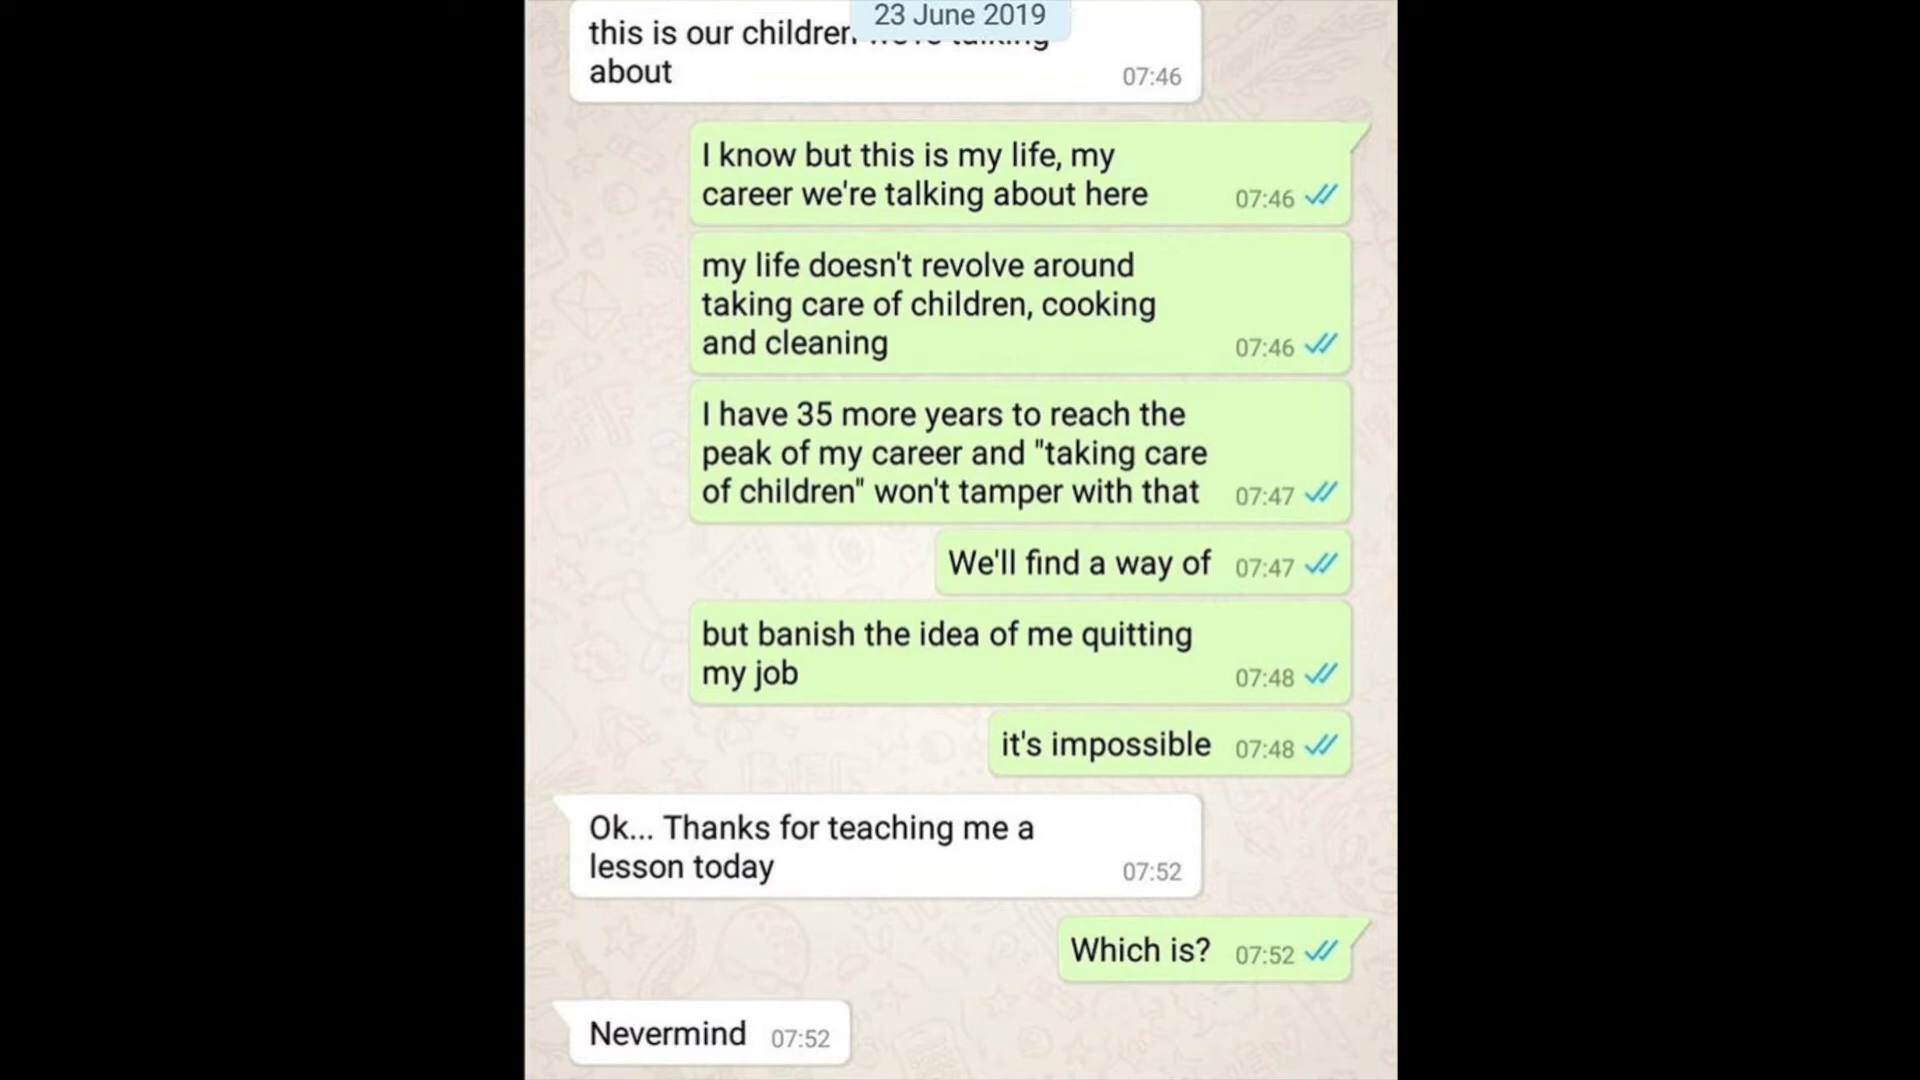 23 June 2019
this is our children we're talking
about
07:46
I know but this is my life, my
career we're talking about here
07:46
my life doesn't revolve around
taking care of children, cooking
and cleaning
07:46
I have 35 more years to reach the
peak of my career and "taking care
of children" won't tamper with that
07:47
We'll find a way of
07:47
but banish the idea of me quitting
my job
07:48
it's impossible
07:48
Ok... Thanks for teaching me a
lesson today
07:52
Which is?
07:52
Nevermind
07:52